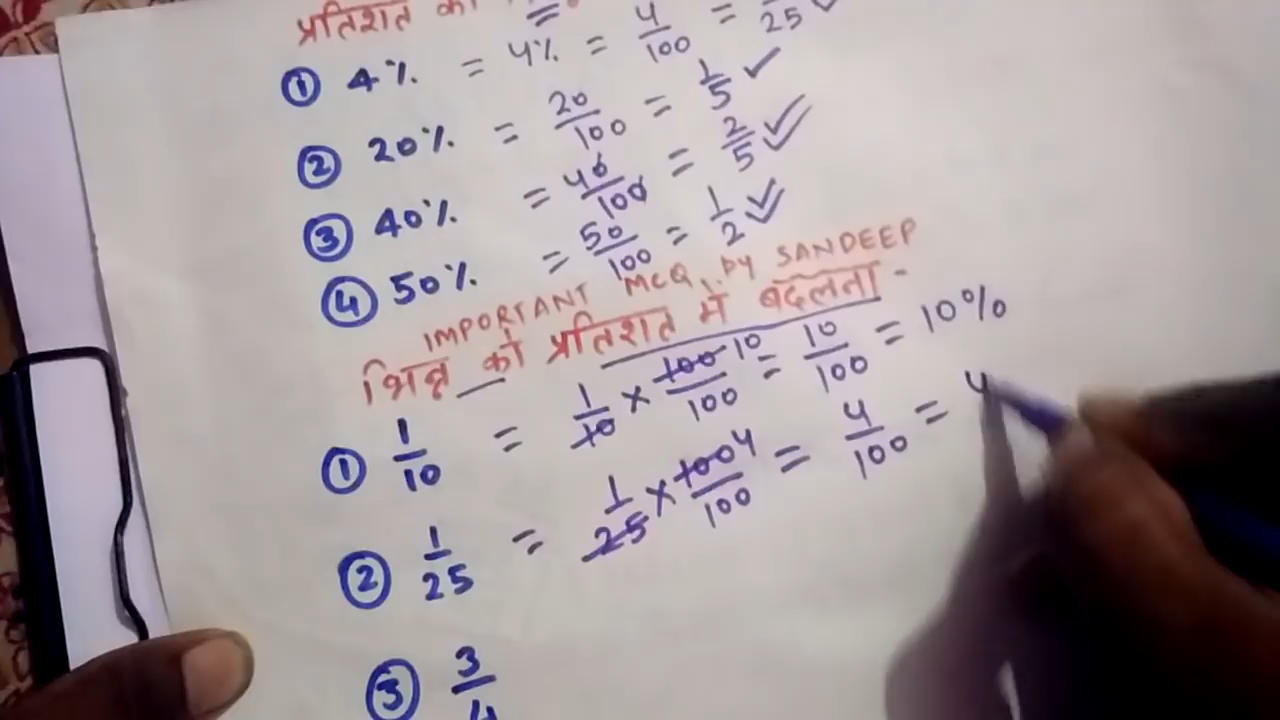 प्रतिशत को
① 4% = 4% = 4/100 = /25 ✓
② 20% = 20/100 = 1/5 ✓
③ 40% = 40/100 = 2/5 ✓
④ 50% = 50/100 = 1/2 ✓
IMPORTANT MCQ BY SANDEEP
भिन्न को प्रतिशत में बदलना -
① 1/10 = 1/10 × 100/100 10 = 10/100 = 10%
② 1/25 = 1/25 × 100/100 4 = 4/100 = 4
③ 3/4